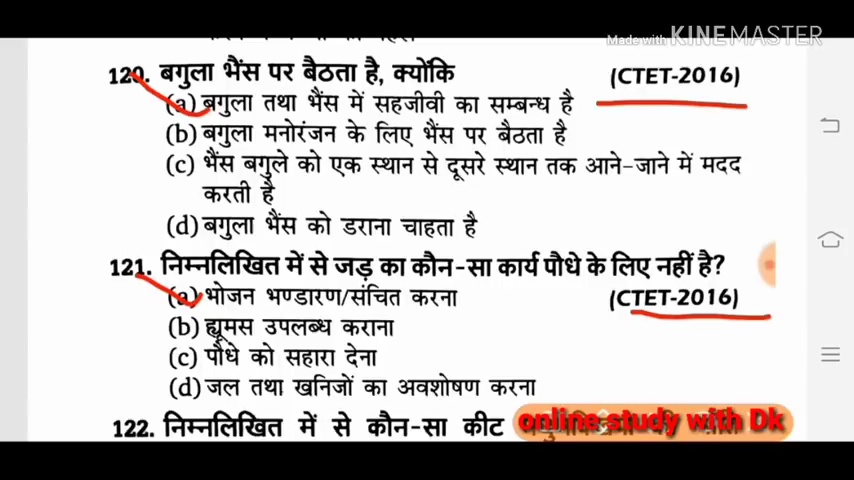 Made with KINEMASTER
120. बगुला भैंस पर बैठता है, क्योंकि (CTET-2016)
(a) बगुला तथा भैंस में सहजीवी का सम्बन्ध है
(b) बगुला मनोरंजन के लिए भैंस पर बैठता है
(c) भैंस बगुले को एक स्थान से दूसरे स्थान तक आने-जाने में मदद
करती है
(d) बगुला भैंस को डराना चाहता है
121. निम्नलिखित में से जड़ का कौन-सा कार्य पौधे के लिए नहीं है?
(a) भोजन भण्डारण/संचित करना (CTET-2016)
(b) ह्यूमस उपलब्ध कराना
(c) पौधे को सहारा देना
(d) जल तथा खनिजों का अवशोषण करना
122. निम्नलिखित में से कौन-सा कीट
online study with Dk